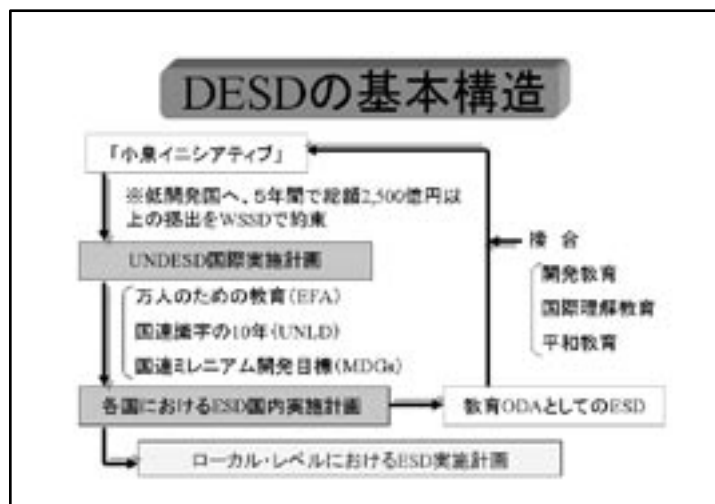 DESDの基本構造
「小泉イニシアティブ」
※低開発国へ、5年間で総額2,500億円以
上の拠出をWSSDで約束
UNDESD国際実施計画
万人のための教育(EFA)
国連識字の10年(UNLD)
国連ミレニアム開発目標(MDGs)
接 合
開発教育
国際理解教育
平和教育
各国におけるESD国内実施計画
教育ODAとしてのESD
ローカル・レベルにおけるESD実施計画